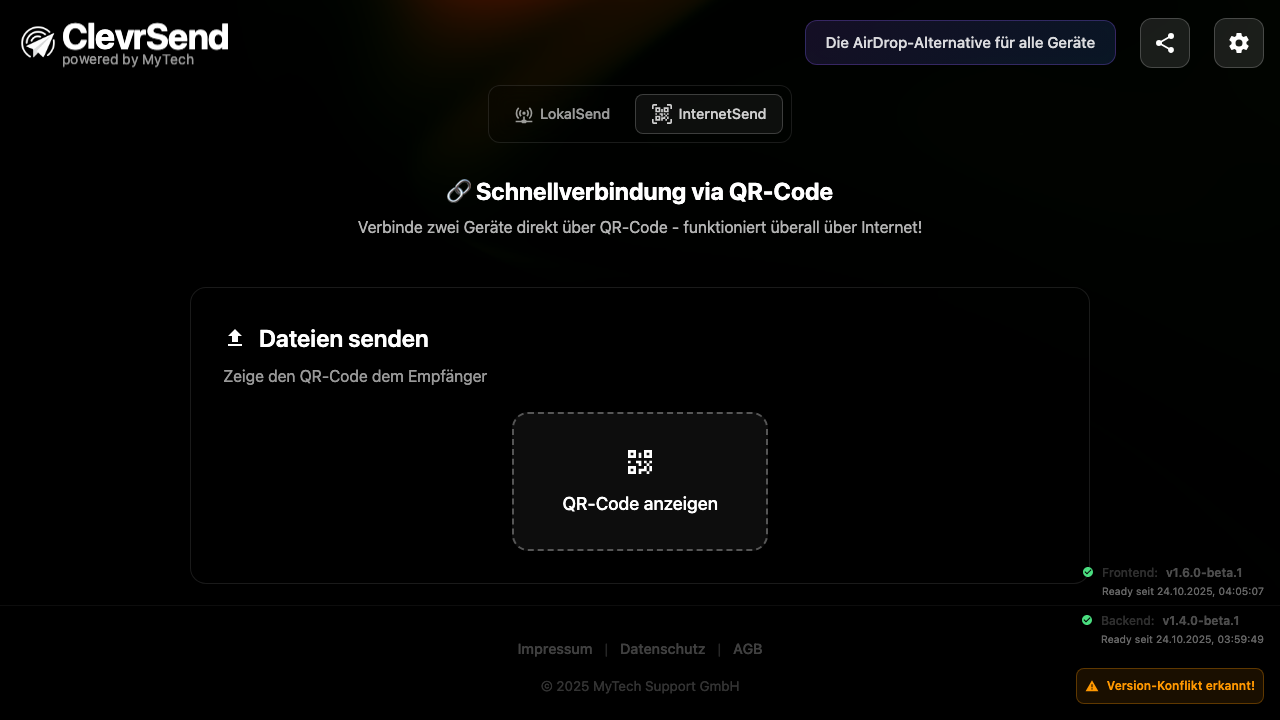 ClevrSend
powered by MyTech
Die AirDrop-Alternative für alle Geräte
LokalSend
InternetSend
Schnellverbindung via QR-Code
Verbinde zwei Geräte direkt über QR-Code - funktioniert überall über Internet!
Dateien senden
Zeige den QR-Code dem Empfänger
QR-Code anzeigen
Frontend: v1.6.0-beta.1
Ready seit 24.10.2025, 04:05:07
Backend: v1.4.0-beta.1
Ready seit 24.10.2025, 03:59:49
Impressum | Datenschutz | AGB
© 2025 MyTech Support GmbH
Version-Konflikt erkannt!